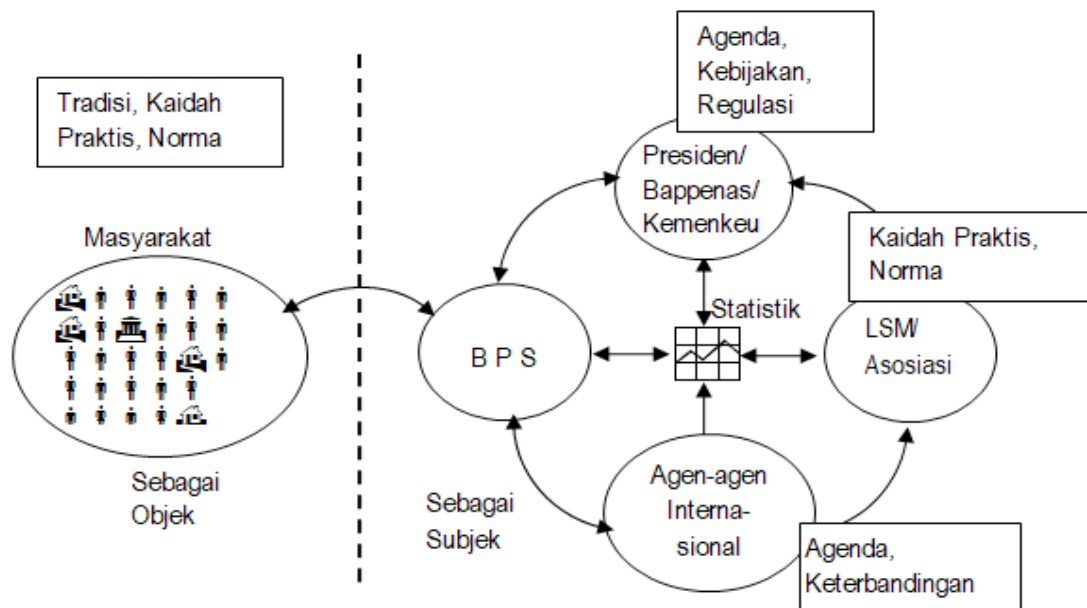 Tradisi, Kaidah
Praktis, Norma
Masyarakat
Sebagai
Objek
Agenda,
Kebijakan,
Regulasi
Presiden/
Bappenas/
Kemenkeu
Kaidah Praktis,
Norma
LSM/
Asosiasi
Statistik
B P S
Sebagai
Subjek
Agen-agen
Interna-
sional
Agenda,
Keterbandingan